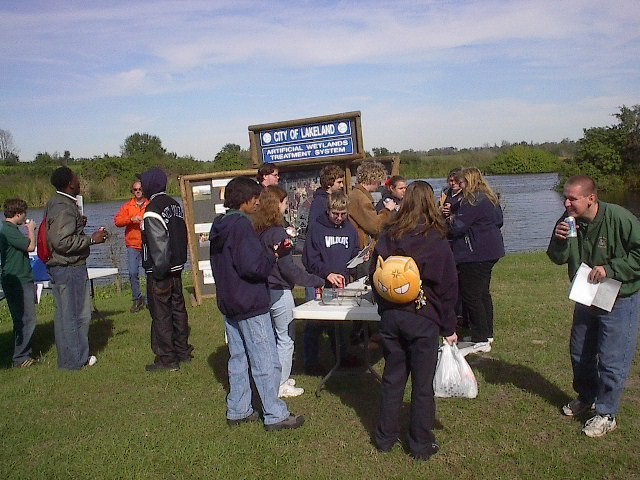 CITY OF LAKELAND
ARTIFICIAL WETLANDS
TREATMENT SYSTEM
WILDCATS